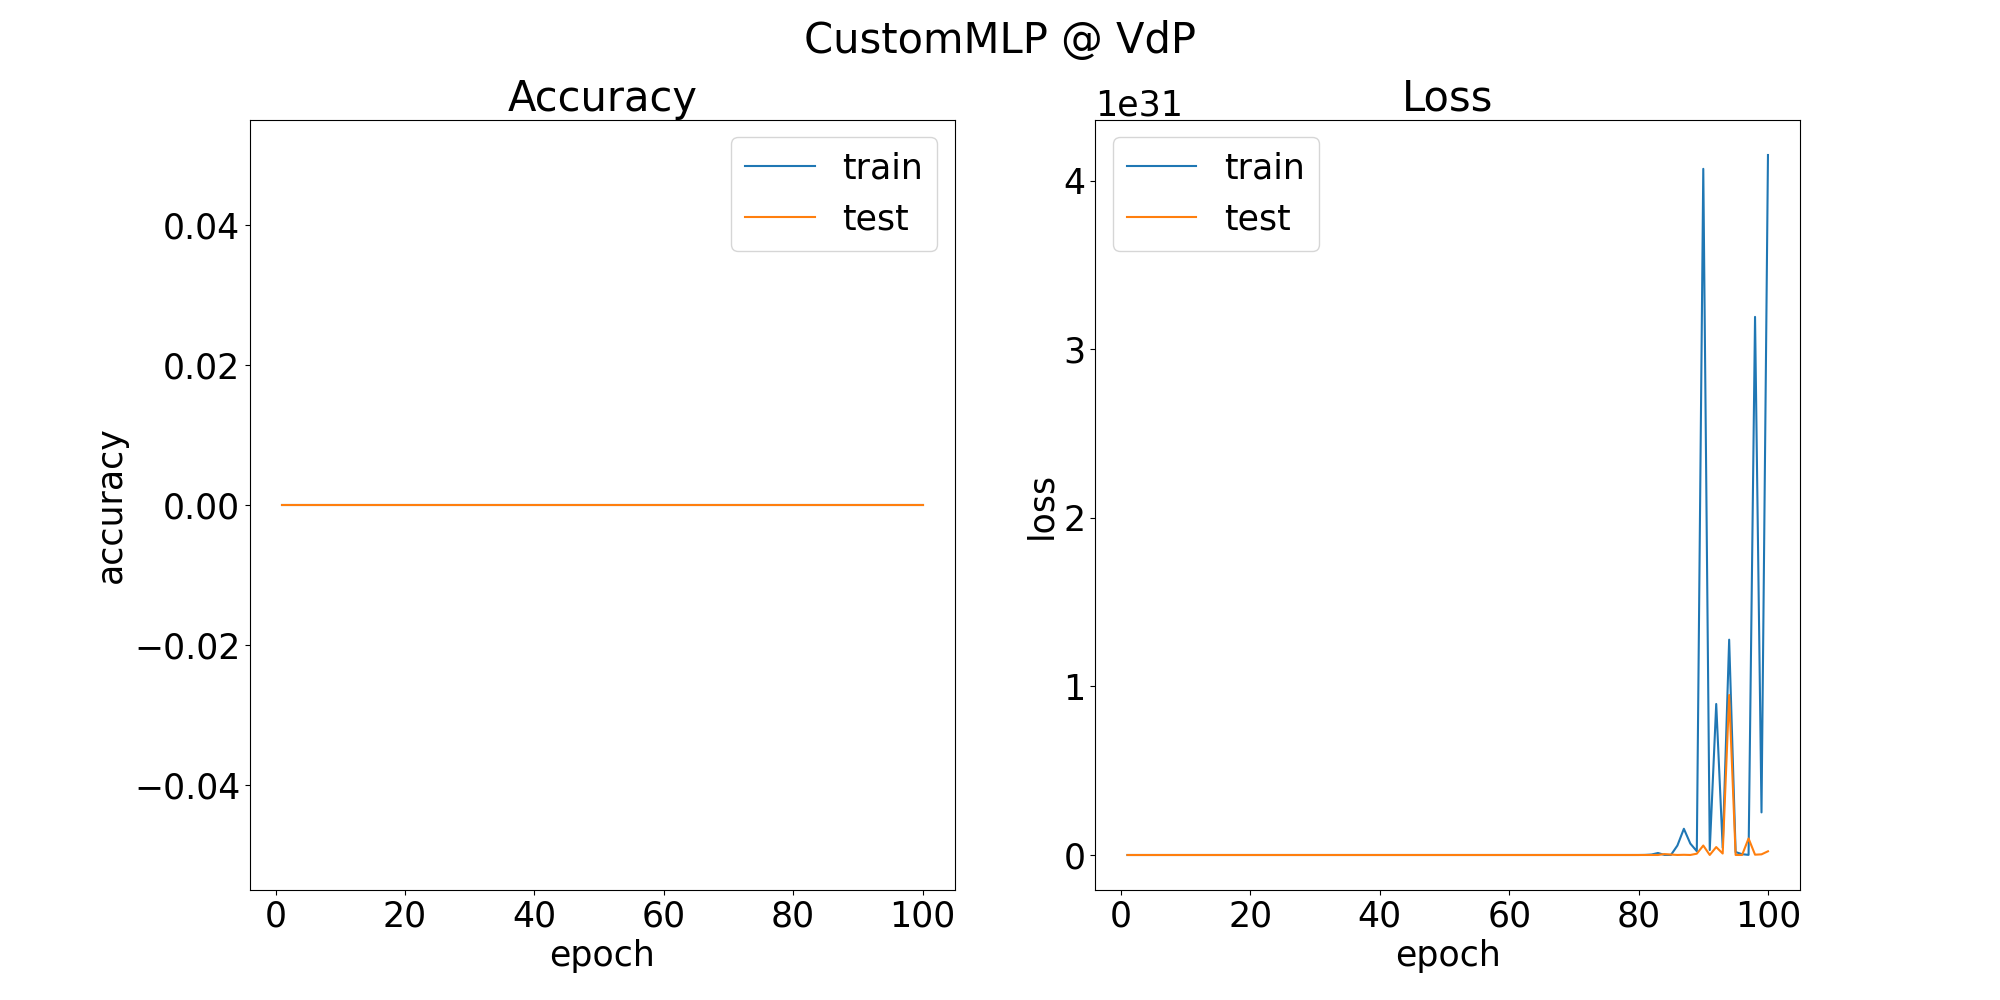 CustomMLP @ VdP
Accuracy
train
test
0.04
0.02
0.00
−0.02
−0.04
accuracy
0 20 40 60 80 100
epoch
Loss
1e31
train
test
4
3
2
1
0
loss
0 20 40 60 80 100
epoch